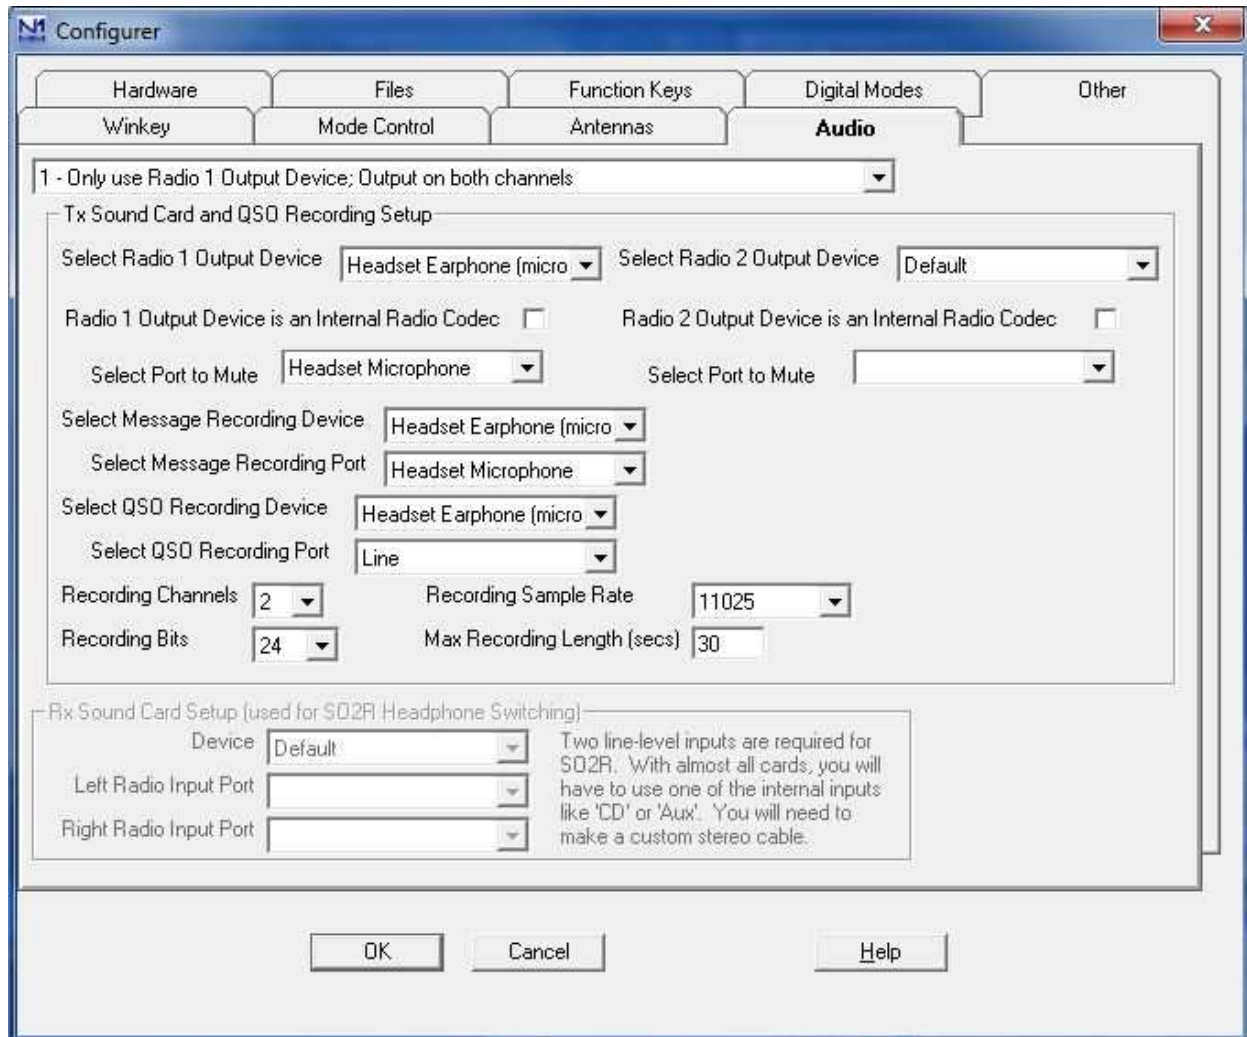 N1 Configurer
Hardware Files Function Keys Digital Modes Other
Winkey Mode Control Antennas Audio
1 - Only use Radio 1 Output Device; Output on both channels
Tx Sound Card and QSO Recording Setup
Select Radio 1 Output Device Headset Earphone (micro Select Radio 2 Output Device Default
Radio 1 Output Device is an Internal Radio Codec Radio 2 Output Device is an Internal Radio Codec
Select Port to Mute Headset Microphone Select Port to Mute
Select Message Recording Device Headset Earphone (micro
Select Message Recording Port Headset Microphone
Select QSO Recording Device Headset Earphone (micro
Select QSO Recording Port Line
Recording Channels 2 Recording Sample Rate 11025
Recording Bits 24 Max Recording Length (secs) 30
Rx Sound Card Setup (used for SO2R Headphone Switching)
Device Default
Left Radio Input Port
Right Radio Input Port
Two line-level inputs are required for
SO2R. With almost all cards, you will
have to use one of the internal inputs
like 'CD' or 'Aux'. You will need to
make a custom stereo cable.
OK Cancel Help